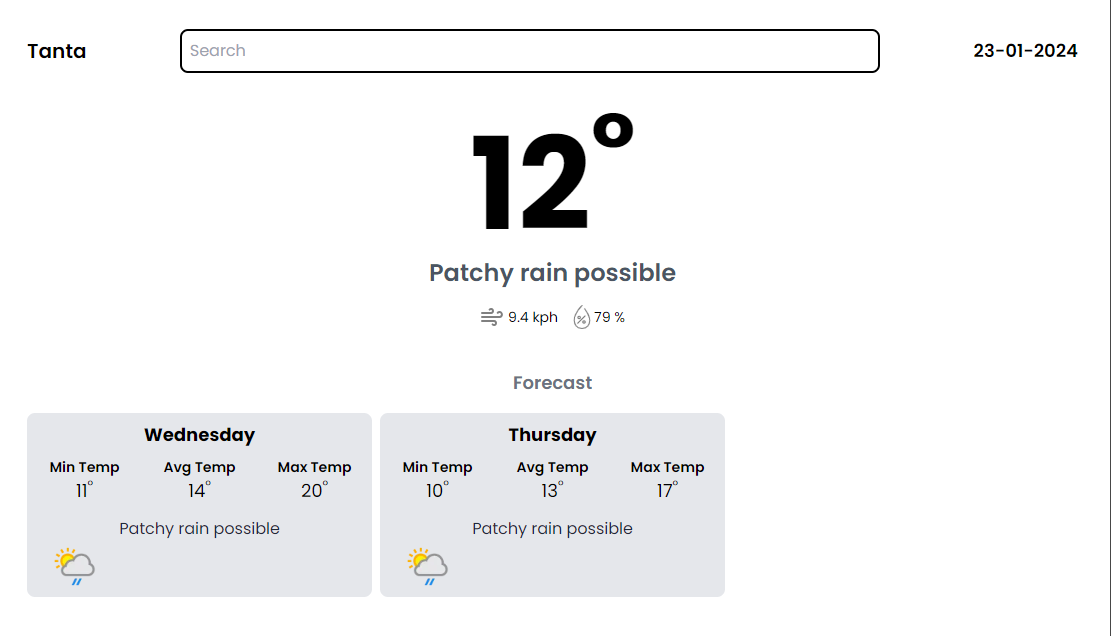 Tanta
Search
23-01-2024
12°
Patchy rain possible
9.4 kph
79 %
Forecast
Wednesday
Min Temp Avg Temp Max Temp
11° 14° 20°
Patchy rain possible
Thursday
Min Temp Avg Temp Max Temp
10° 13° 17°
Patchy rain possible